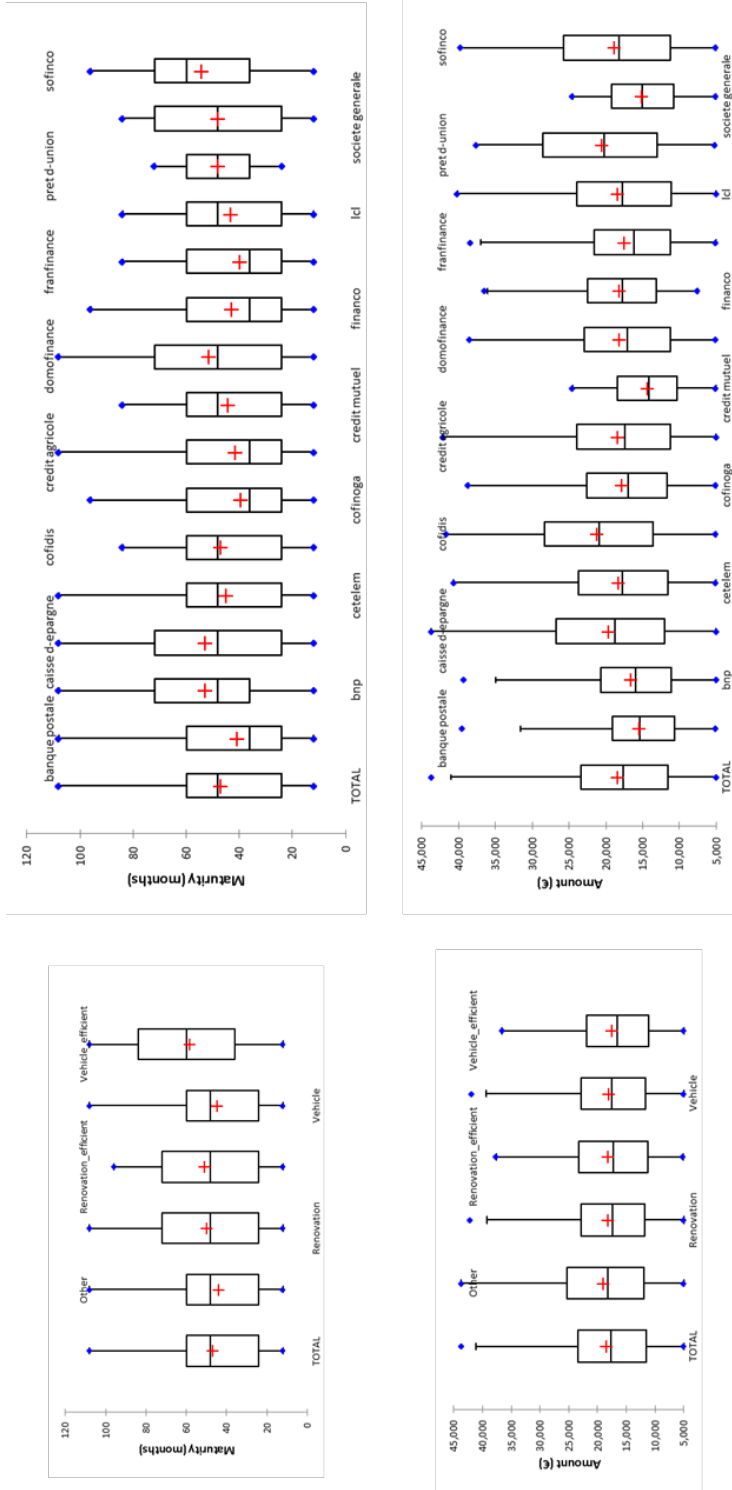 120
100
80
60
40
20
0
Maturity (months)
Other
Renovation_efficient
Vehicle_efficient
TOTAL
Renovation
Vehicle
120
100
80
60
40
20
0
Maturity (months)
banque postale
caisse d-epargne
cofidis
credit agricole
domofinance
franfinance
pret d-union
sofinco
TOTAL
bnp
cetelem
cofinoga
credit mutuel
financo
lcl
societe generale
45,000
40,000
35,000
30,000
25,000
20,000
15,000
10,000
5,000
Amount (€)
Other
Renovation_efficient
Vehicle_efficient
TOTAL
Renovation
Vehicle
45,000
40,000
35,000
30,000
25,000
20,000
15,000
10,000
5,000
Amount (€)
banque postale
caisse d-epargne
cofidis
credit agricole
domofinance
franfinance
pret d-union
sofinco
TOTAL
bnp
cetelem
cofinoga
credit mutuel
financo
lcl
societe generale